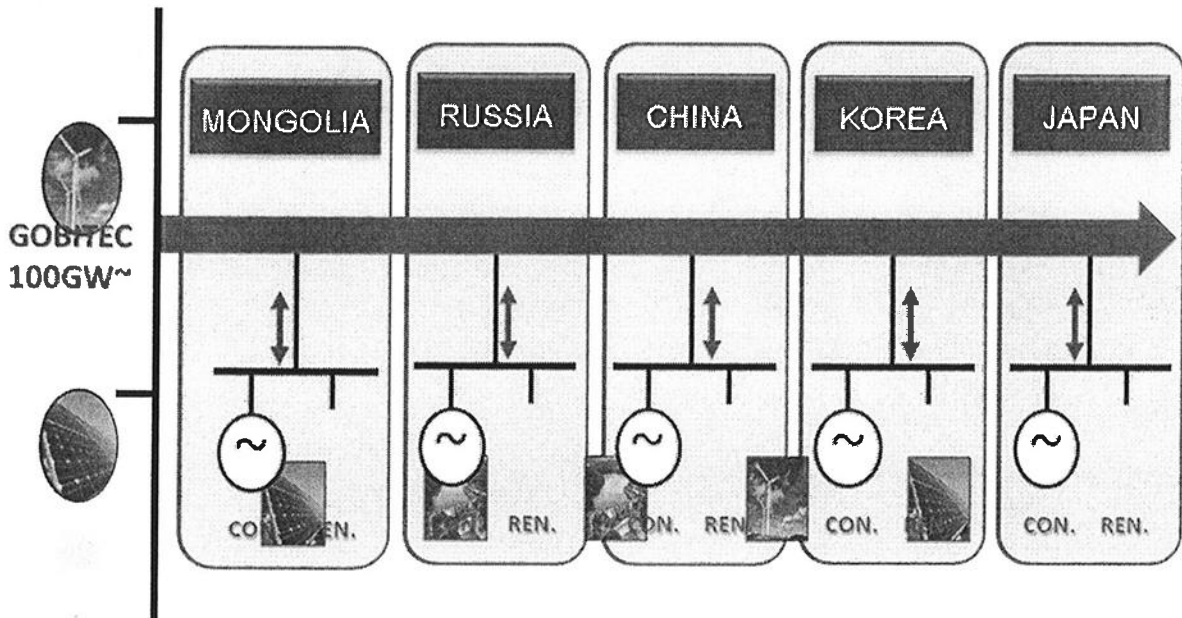 MONGOLIA
RUSSIA
CHINA
KOREA
JAPAN
GOBITEC
100GW~
~
~
~
~
~
REN.
CON.
CON.
CON. REN.